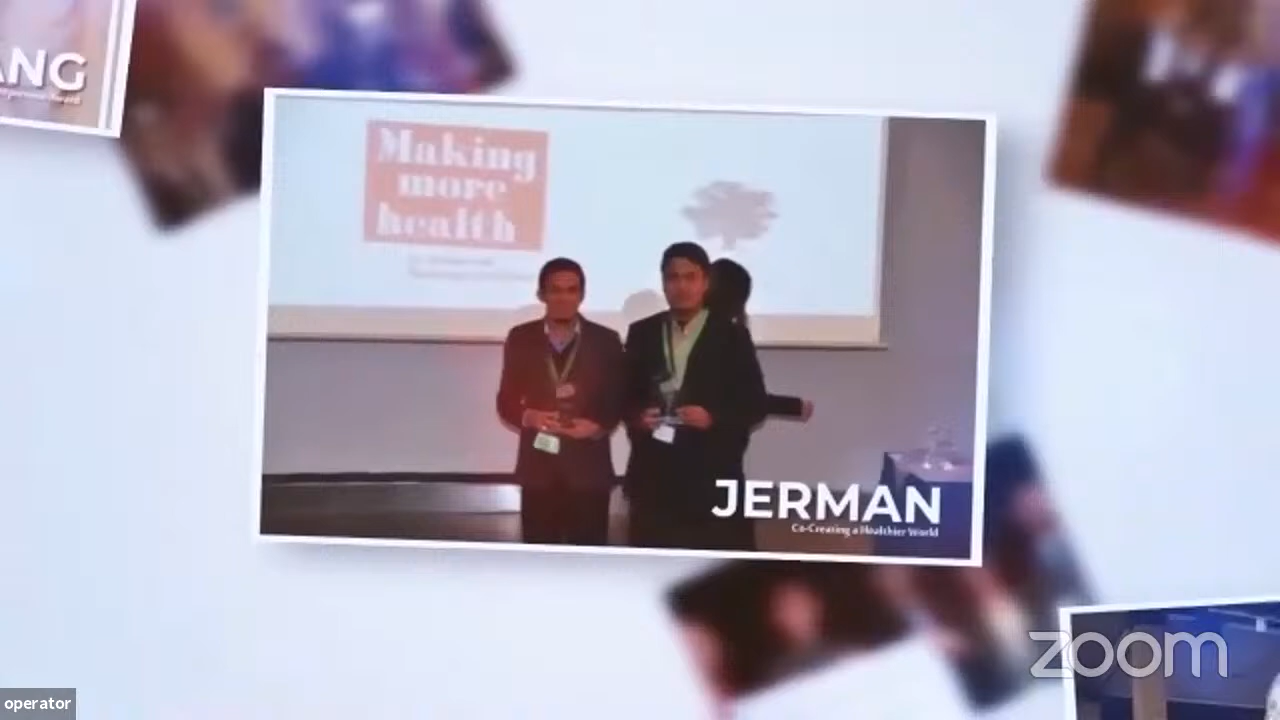 ANG
Making
more
health
JERMAN
Co-Creating a Healthier World
zoom
operator